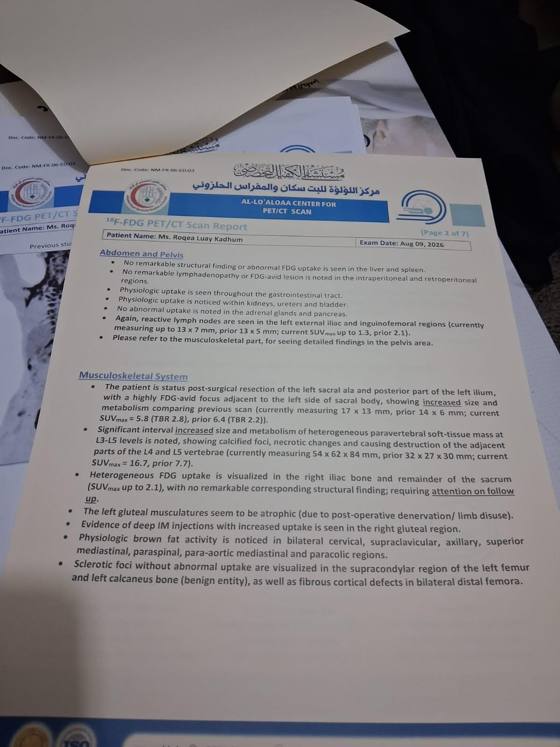 Doc. Code: NM-FR-06-ED.03
مركز اللؤلؤة للبت سكان والمفراس الحلزوني
AL-LO'ALOAA CENTER FOR
PET/CT SCAN
18F-FDG PET/CT Scan Report
(Page 2 of 7)
Patient Name: Ms. Roqea Luay Kadhum
Exam Date: Aug 09, 2026
Abdomen and Pelvis
• No remarkable structural finding or abnormal FDG uptake is seen in the liver and spleen.
• No remarkable lymphadenopathy or FDG-avid lesion is noted in the intraperitoneal and retroperitoneal
regions.
• Physiologic uptake is seen throughout the gastrointestinal tract.
• Physiologic uptake is noticed within kidneys, ureters and bladder.
• No abnormal uptake is noted in the adrenal glands and pancreas.
• Again, reactive lymph nodes are seen in the left external iliac and inguinofemoral regions (currently
measuring up to 13 x 7 mm, prior 13 x 5 mm; current SUVmax up to 1.3, prior 2.1).
• Please refer to the musculoskeletal part, for seeing detailed findings in the pelvis area.
Musculoskeletal System
• The patient is status post-surgical resection of the left sacral ala and posterior part of the left ilium,
with a highly FDG-avid focus adjacent to the left side of sacral body, showing increased size and
metabolism comparing previous scan (currently measuring 17 x 13 mm, prior 14 x 6 mm; current
SUVmax = 5.8 (TBR 2.8), prior 6.4 (TBR 2.2)).
• Significant interval increased size and metabolism of heterogeneous paravertebral soft-tissue mass at
L3-L5 levels is noted, showing calcified foci, necrotic changes and causing destruction of the adjacent
parts of the L4 and L5 vertebrae (currently measuring 54 x 62 x 84 mm, prior 32 x 27 x 30 mm; current
SUVmax = 16.7, prior 7.7).
• Heterogeneous FDG uptake is visualized in the right iliac bone and remainder of the sacrum
(SUVmax up to 2.1), with no remarkable corresponding structural finding; requiring attention on follow
up.
• The left gluteal musculatures seem to be atrophic (due to post-operative denervation/ limb disuse).
• Evidence of deep IM injections with increased uptake is seen in the right gluteal region.
• Physiologic brown fat activity is noticed in bilateral cervical, supraclavicular, axillary, superior
mediastinal, paraspinal, para-aortic mediastinal and paracolic regions.
• Sclerotic foci without abnormal uptake are visualized in the supracondylar region of the left femur
and left calcaneus bone (benign entity), as well as fibrous cortical defects in bilateral distal femora.
Doc. Code: NM-FR-06-ED.03
F-FDG PET/CT S
Patient Name: Ms. Roq
Previous stu
ISO